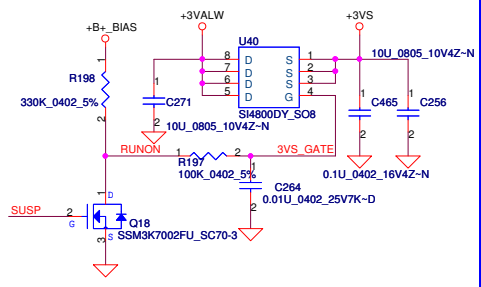 +B+_BIAS
+3VALW
+3VS
U40
8 D S 1
7 D S 2
6 D S 3
5 D G 4
SI4800DY_SO8
10U_0805_10V4Z~N
1
R198
330K_0402_5%
2
1
C271
2
10U_0805_10V4Z~N
1
C465
2
1
C256
2
0.1U_0402_16V4Z~N
RUNON
1
R197
2
100K_0402_5%
3VS_GATE
1
C264
0.01U_0402_25V7K~D
2
SUSP
2
G
1
D
3
S
Q18
SSM3K7002FU_SC70-3